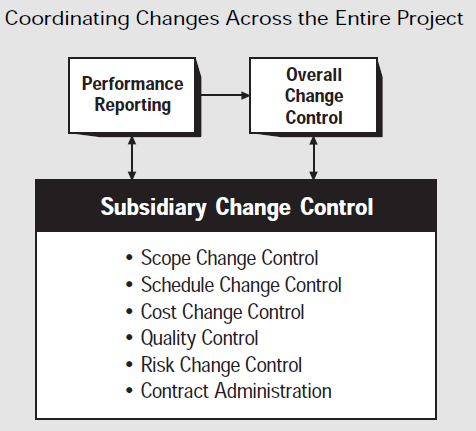 Coordinating Changes Across the Entire Project
Performance
Reporting
Overall
Change
Control
Subsidiary Change Control
• Scope Change Control
• Schedule Change Control
• Cost Change Control
• Quality Control
• Risk Change Control
• Contract Administration